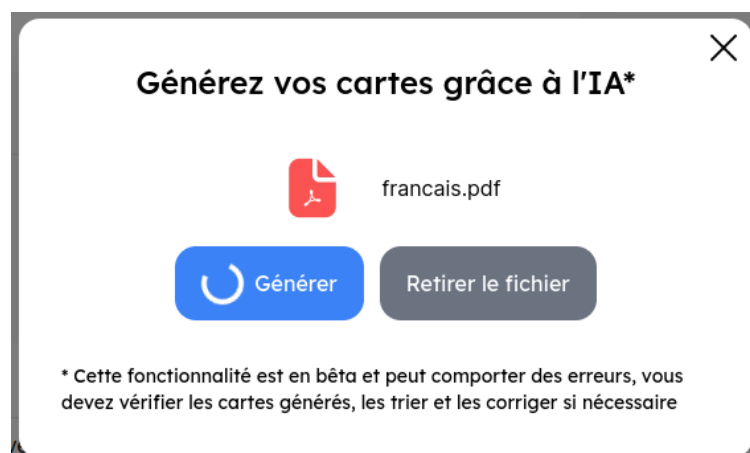 Générez vos cartes grâce à l'IA*
francais.pdf
Générer
Retirer le fichier
* Cette fonctionnalité est en bêta et peut comporter des erreurs, vous
devez vérifier les cartes générés, les trier et les corriger si nécessaire